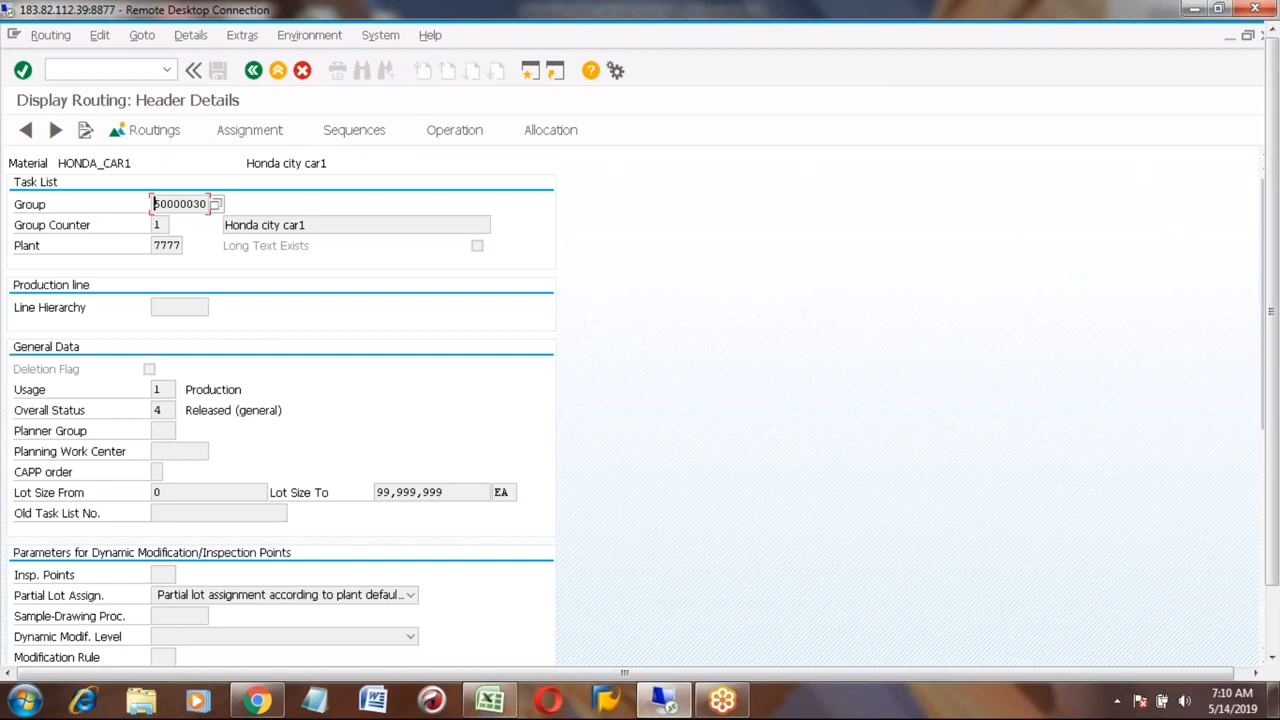 183.82.112.39:8877 - Remote Desktop Connection
Routing Edit Goto Details Extras Environment System Help
Display Routing: Header Details
Routings Assignment Sequences Operation Allocation
Material HONDA_CAR1 Honda city car1
Task List
Group 50000030
Group Counter 1 Honda city car1
Plant 7777 Long Text Exists
Production line
Line Hierarchy
General Data
Deletion Flag
Usage 1 Production
Overall Status 4 Released (general)
Planner Group
Planning Work Center
CAPP order
Lot Size From 0 Lot Size To 99,999,999 EA
Old Task List No.
Parameters for Dynamic Modification/Inspection Points
Insp. Points
Partial Lot Assign. Partial lot assignment according to plant defaul...
Sample-Drawing Proc.
Dynamic Modif. Level
Modification Rule
7:10 AM
5/14/2019